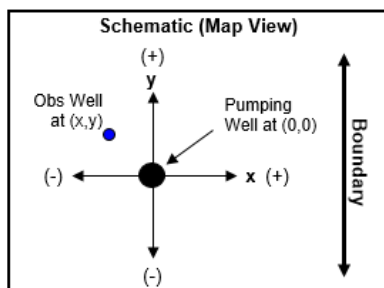 Schematic (Map View)
(+)
y
Obs Well
at (x,y)
Pumping
Well at (0,0)
(-)
x (+)
(-)
Boundary